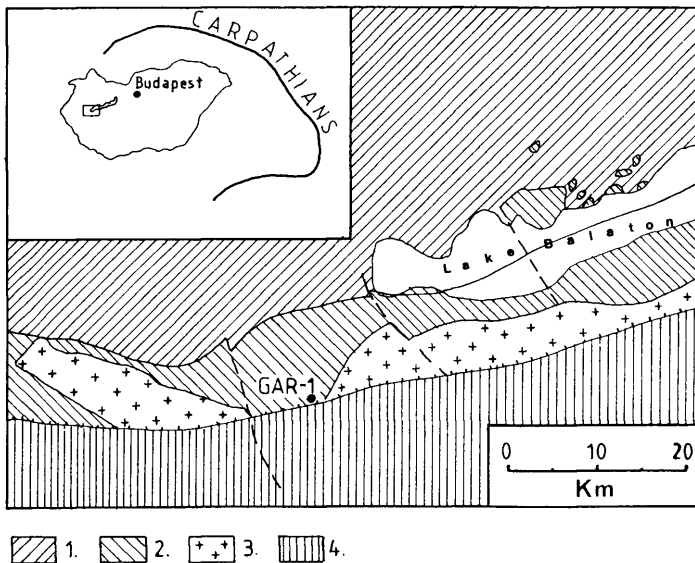 CARPATHIANS
Budapest
Lake Balaton
GAR-1
0 10 20
Km
1. 2. 3. 4.